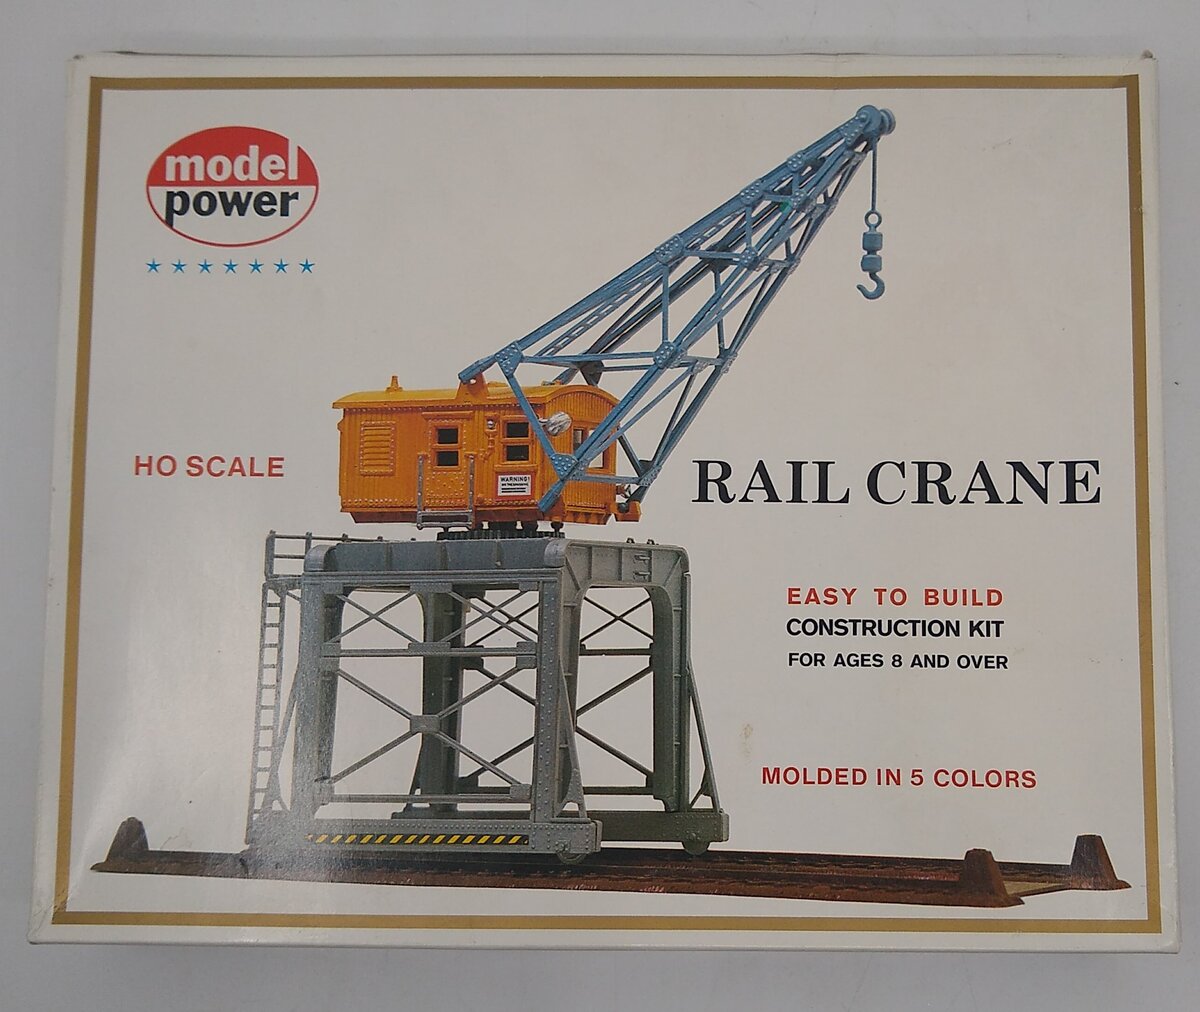 model
power
HO SCALE
WARNING!
RAIL CRANE
EASY TO BUILD
CONSTRUCTION KIT
FOR AGES 8 AND OVER
MOLDED IN 5 COLORS